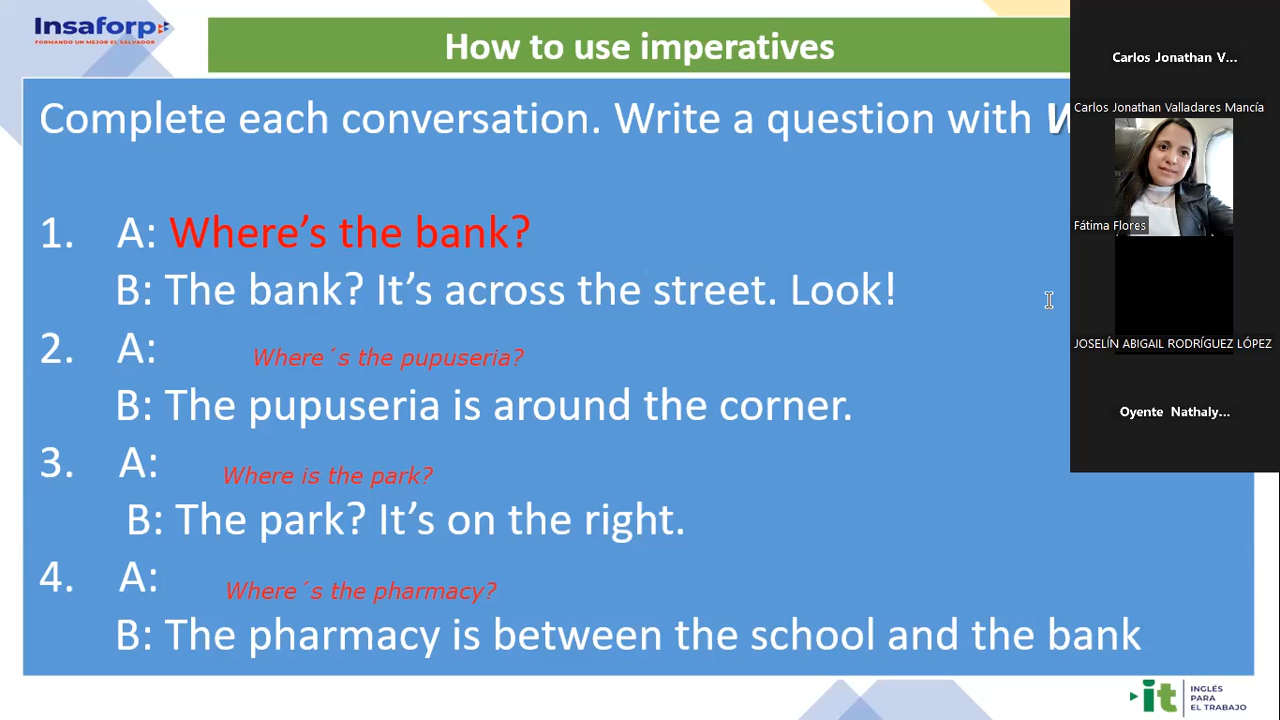 Insaforp
FORMANDO UN MEJOR EL SALVADOR
How to use imperatives
Complete each conversation. Write a question with
1. A: Where's the bank?
B: The bank? It's across the street. Look!
2. A: Where´s the pupuseria?
B: The pupuseria is around the corner.
3. A: Where is the park?
B: The park? It's on the right.
4. A: Where´s the pharmacy?
B: The pharmacy is between the school and the bank
Carlos Jonathan V...
Carlos Jonathan Valladares Mancía
Fátima Flores
JOSELÍN ABIGAIL RODRÍGUEZ LÓPEZ
Oyente Nathaly...
it
INGLÉS
PARA
EL TRABAJO